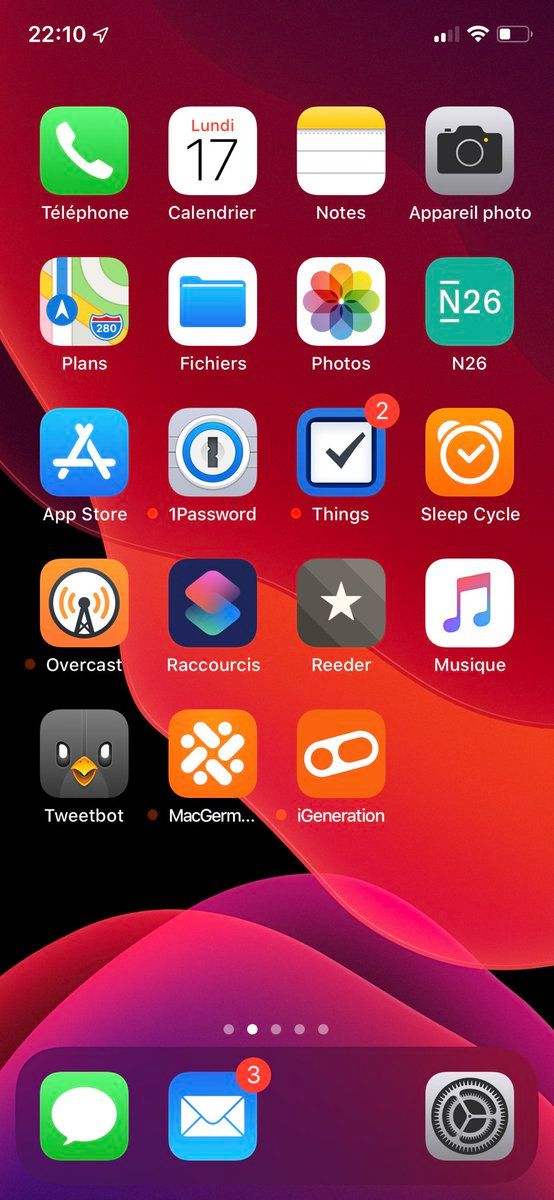 22:10
Lundi
17
Téléphone
Calendrier
Notes
Appareil photo
280
N26
Plans
Fichiers
Photos
N26
2
App Store
1Password
Things
Sleep Cycle
Overcast
Raccourcis
Reeder
Musique
Tweetbot
MacGerm...
iGeneration
3